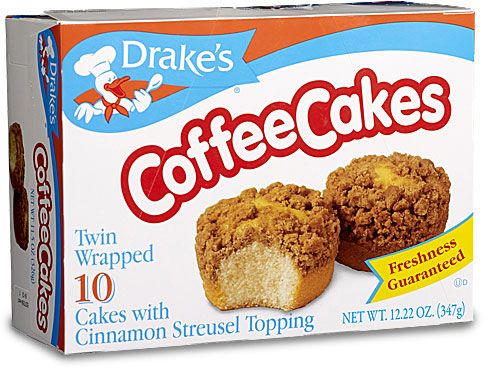 Drake's
®
CoffeeCakes
Twin
Wrapped
10
Cakes with
Cinnamon Streusel Topping
Freshness
Guaranteed
U D
NET WT. 12.22 OZ. (347g)
Drake's
CoffeeCakes